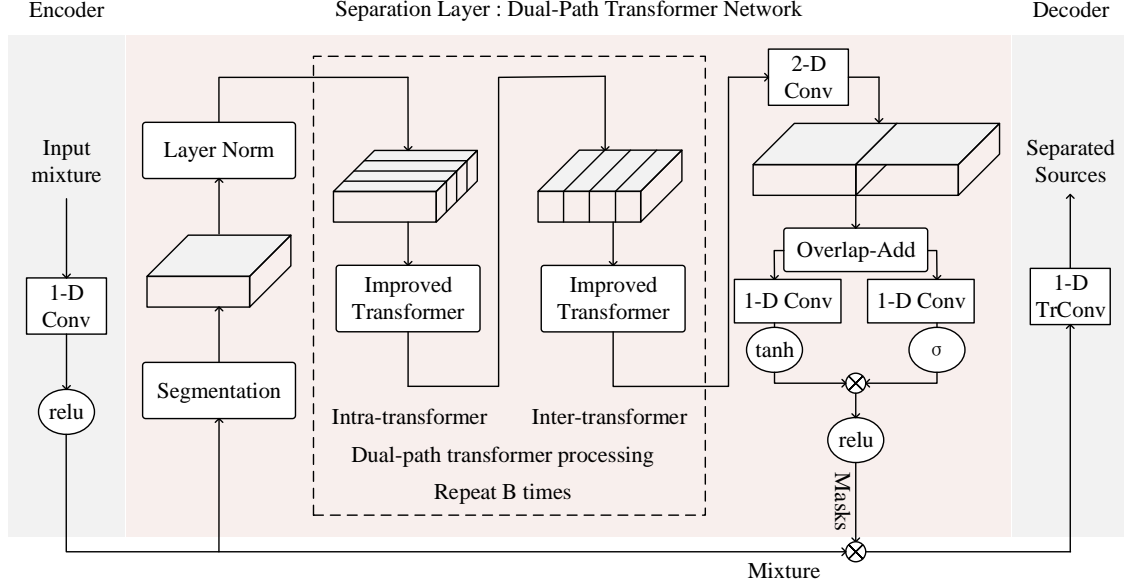 Encoder
Separation Layer : Dual-Path Transformer Network
Decoder
Input
mixture
1-D
Conv
relu
Layer Norm
Segmentation
Improved
Transformer
Intra-transformer
Improved
Transformer
Inter-transformer
Dual-path transformer processing
Repeat B times
2-D
Conv
Overlap-Add
1-D Conv
1-D Conv
tanh
σ
relu
Masks
Mixture
Separated
Sources
1-D
TrConv